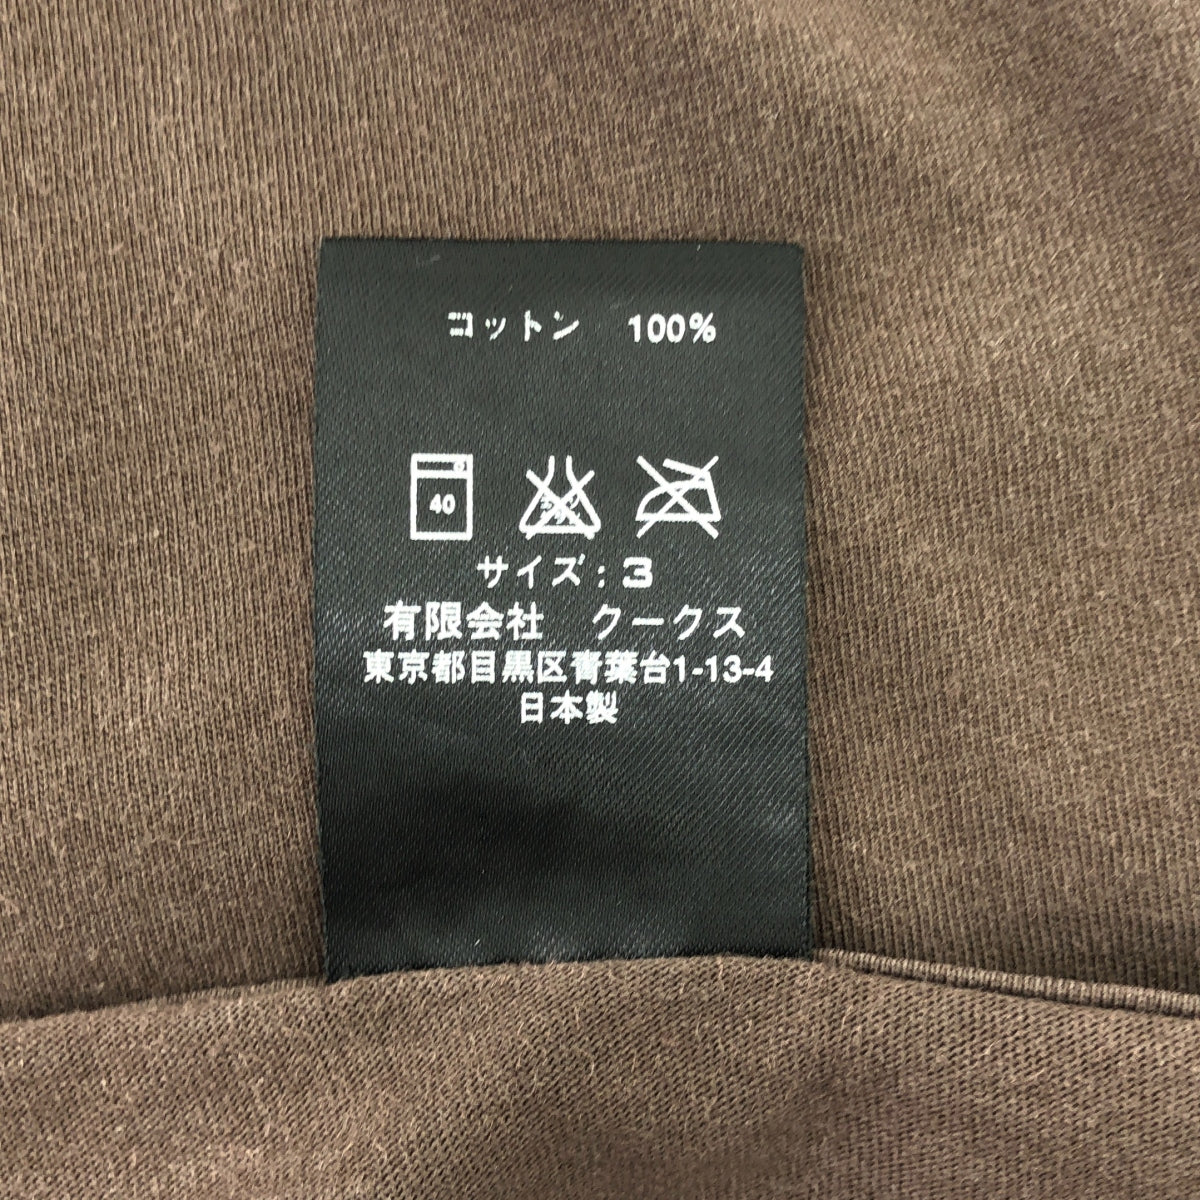 コットン 100%
40
サイズ : 3
有限会社 クークス
東京都目黒区青葉台1-13-4
日本製